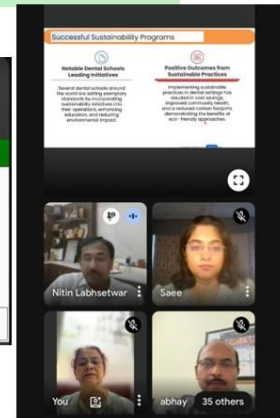 Successful Sustainability Programs
Notable Dental Schools
Leading Initiatives
Several dental schools around
the world are setting exemplary
standards by incorporating
sustainability initiatives into
their operations, enhancing
education, and reducing
environmental impact.
Positive Outcomes from
Sustainable Practices
Implementing sustainable
practices in dental settings has
resulted in cost savings,
improved community health,
and a reduced carbon footprint,
demonstrating the benefits of
eco-friendly approaches.
Nitin Labhsetwar
Saee
You
abhay
35 others